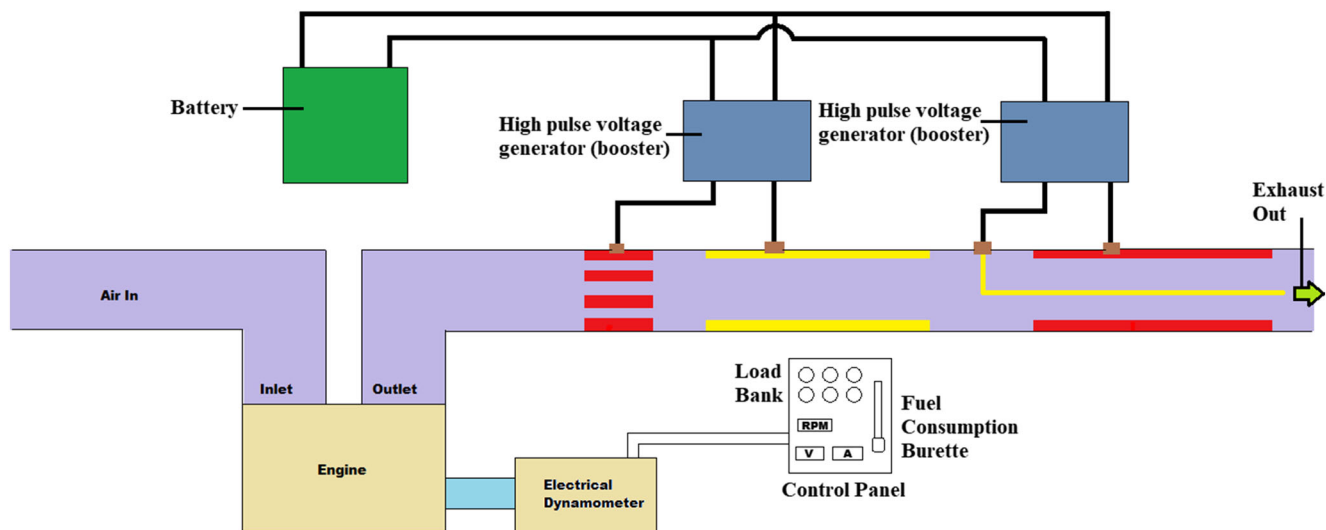 Battery
High pulse voltage
generator (booster)
High pulse voltage
generator (booster)
Exhaust
Out
Air In
Inlet
Outlet
Engine
Electrical
Dynamometer
Load
Bank
RPM
V
A
Fuel
Consumption
Burette
Control Panel